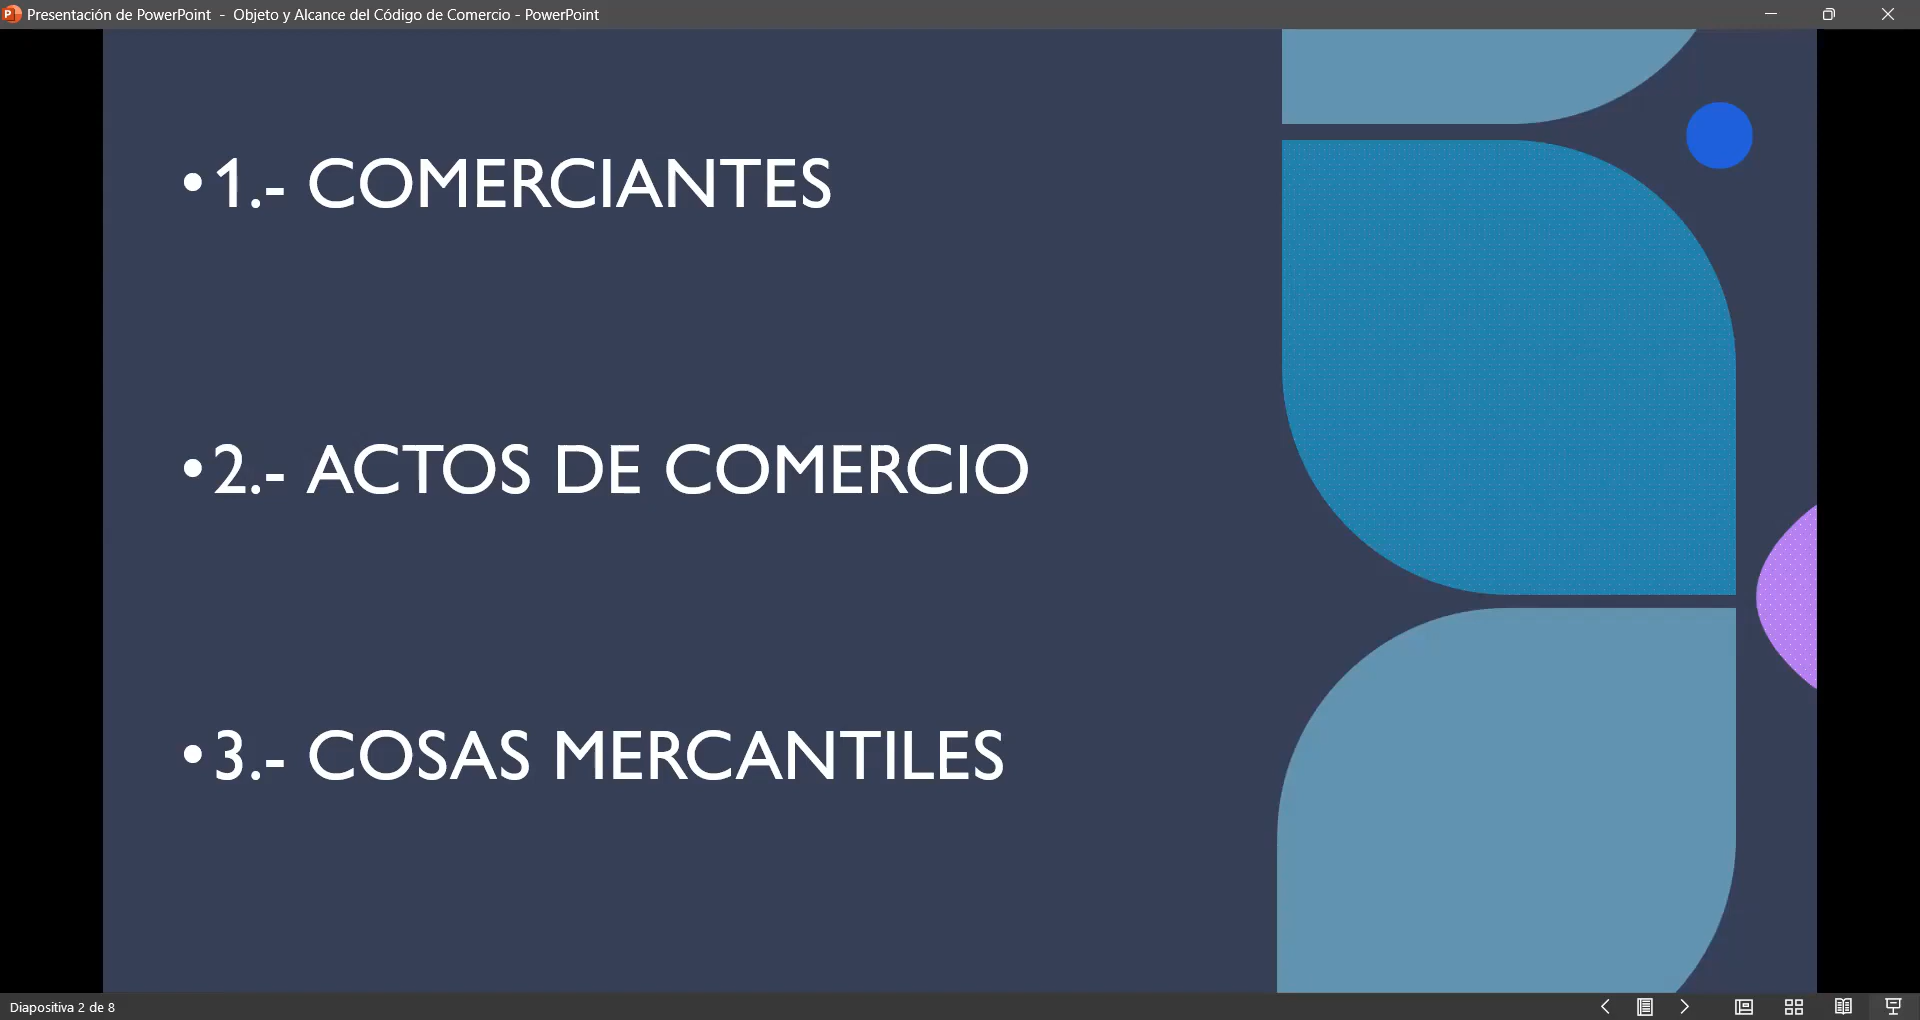 Presentación de PowerPoint - Objeto y Alcance del Código de Comercio - PowerPoint
•1.- COMERCIANTES
•2.- ACTOS DE COMERCIO
•3.- COSAS MERCANTILES
Diapositiva 2 de 8